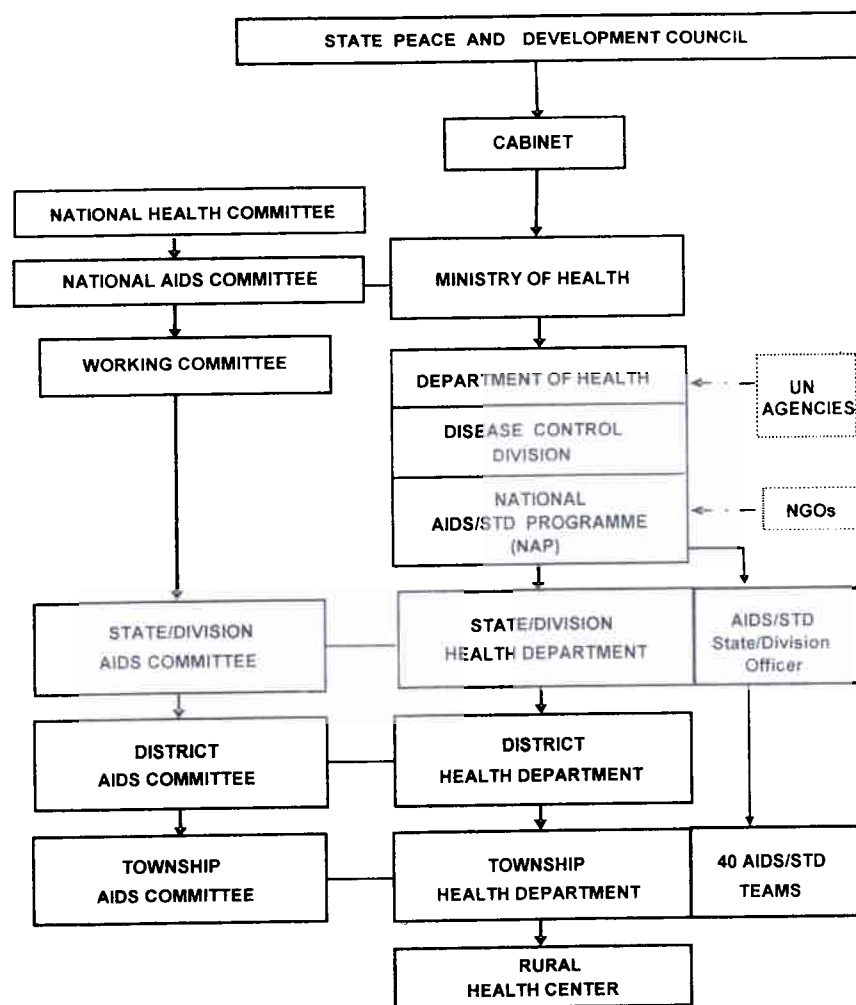 STATE PEACE AND DEVELOPMENT COUNCIL
CABINET
NATIONAL HEALTH COMMITTEE
NATIONAL AIDS COMMITTEE
MINISTRY OF HEALTH
WORKING COMMITTEE
DEPARTMENT OF HEALTH
UN
AGENCIES
DISEASE CONTROL
DIVISION
NATIONAL
AIDS/STD PROGRAMME
(NAP)
NGOs
STATE/DIVISION
AIDS COMMITTEE
STATE/DIVISION
HEALTH DEPARTMENT
AIDS/STD
State/Division
Officer
DISTRICT
AIDS COMMITTEE
DISTRICT
HEALTH DEPARTMENT
TOWNSHIP
AIDS COMMITTEE
TOWNSHIP
HEALTH DEPARTMENT
40 AIDS/STD
TEAMS
RURAL
HEALTH CENTER